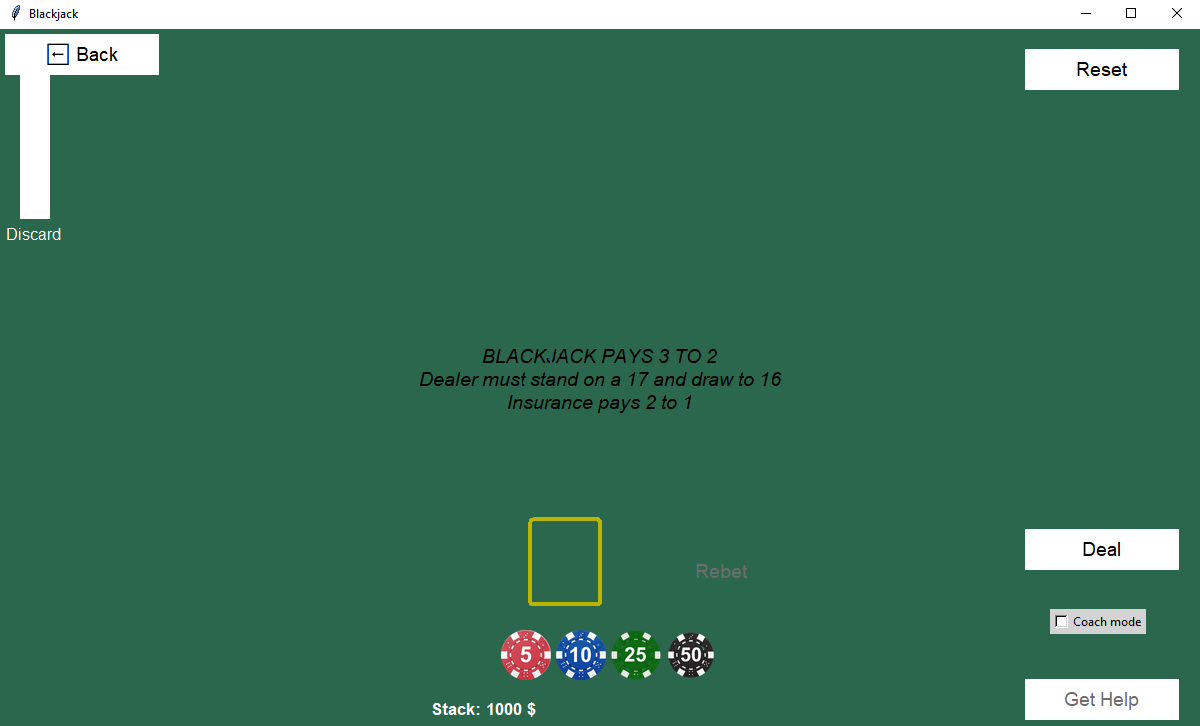 Blackjack
← Back
Reset
Discard
BLACKJACK PAYS 3 TO 2
Dealer must stand on a 17 and draw to 16
Insurance pays 2 to 1
Rebet
Deal
Coach mode
5 10 25 50
Get Help
Stack: 1000 $